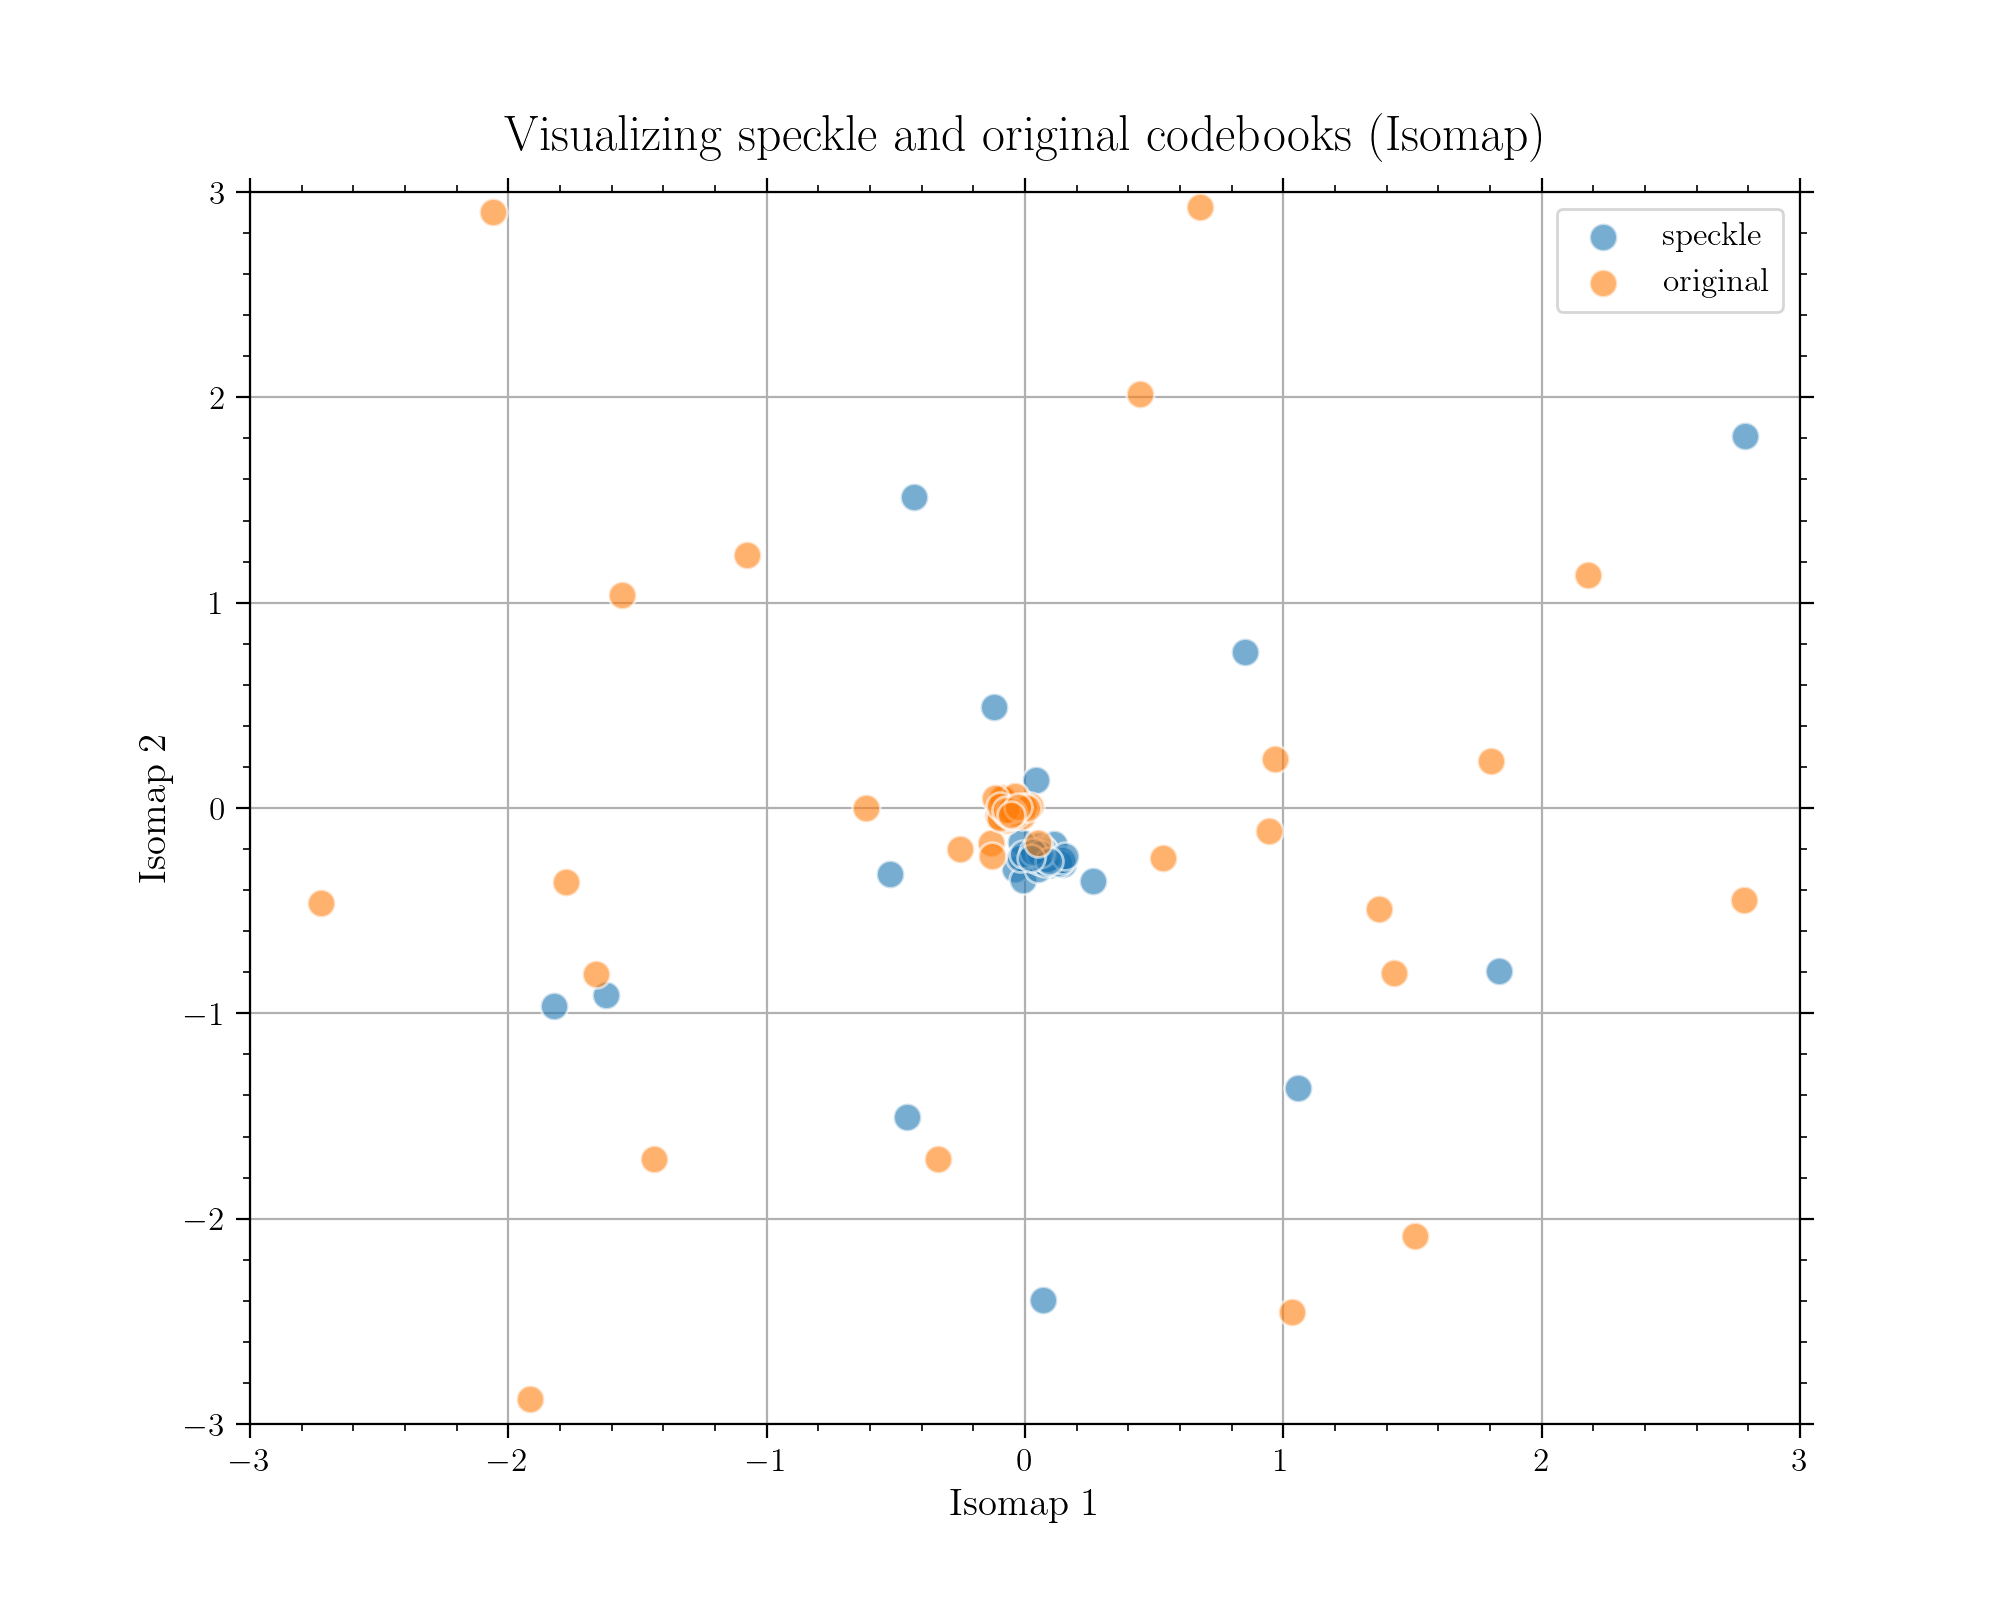 Visualizing speckle and original codebooks (Isomap)
speckle
original
3
2
1
0
−1
−2
−3
Isomap 2
−3
−2
−1
0
1
2
3
Isomap 1